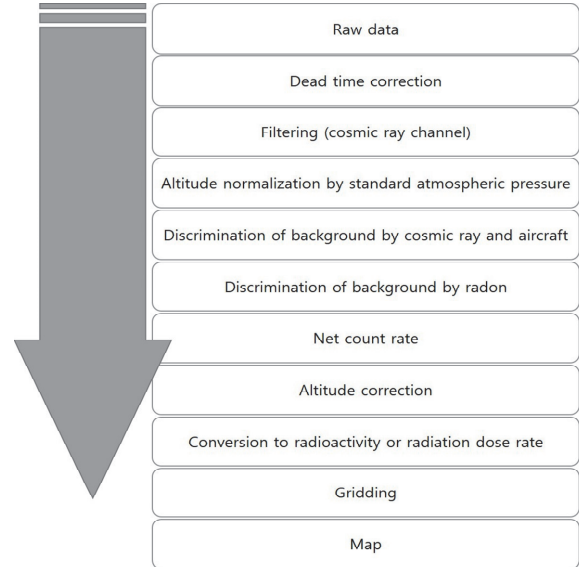 Raw data
Dead time correction
Filtering (cosmic ray channel)
Altitude normalization by standard atmospheric pressure
Discrimination of background by cosmic ray and aircraft
Discrimination of background by radon
Net count rate
Altitude correction
Conversion to radioactivity or radiation dose rate
Gridding
Map